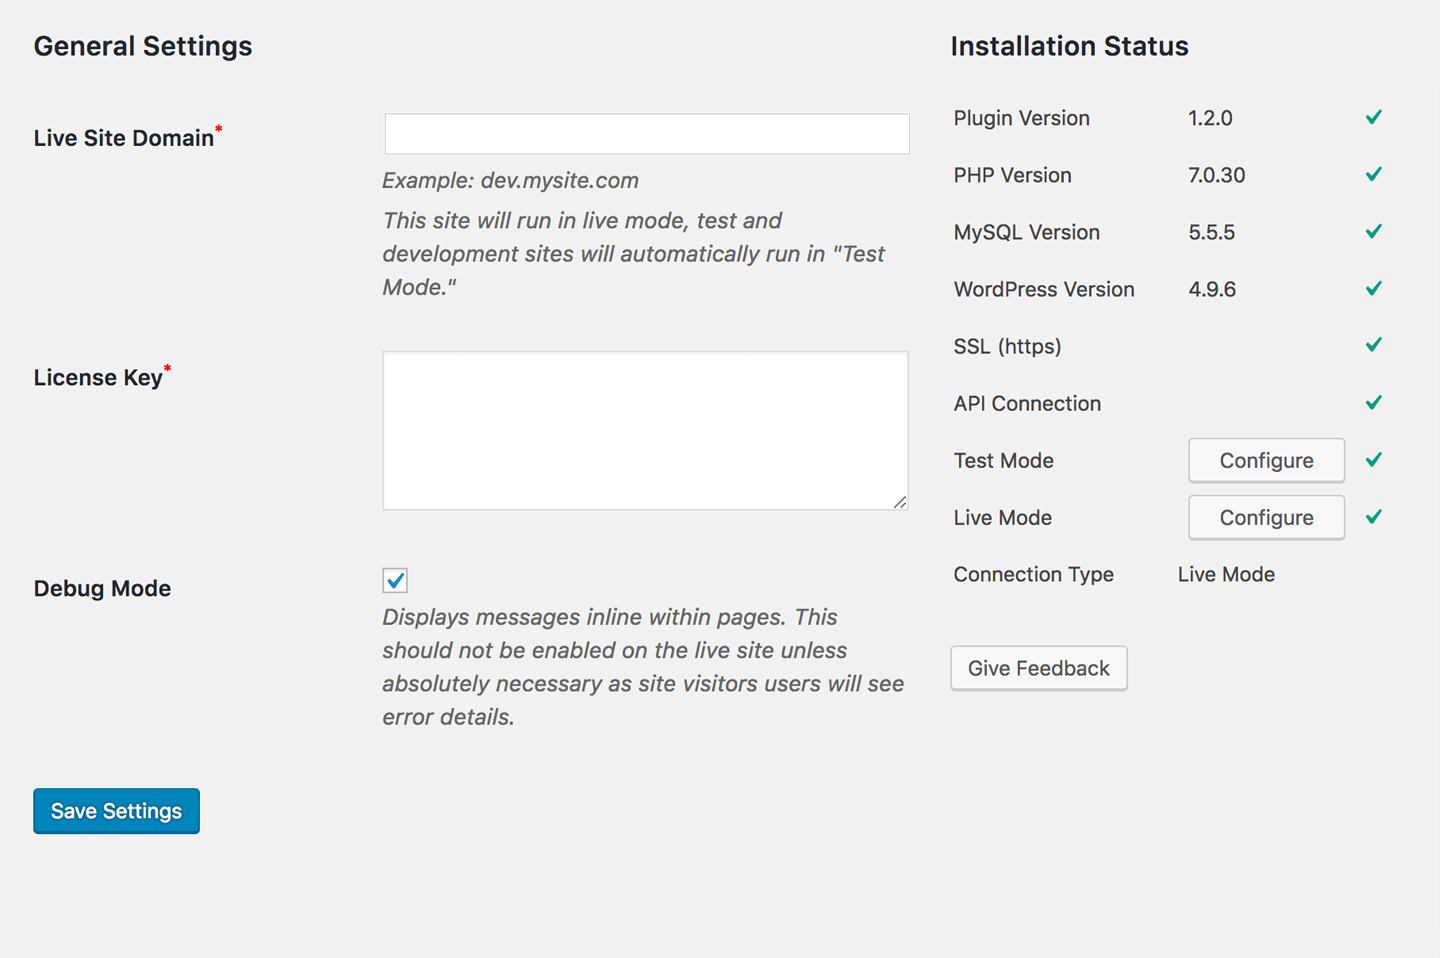 General Settings
Live Site Domain*
Example: dev.mysite.com
This site will run in live mode, test and
development sites will automatically run in "Test
Mode."
License Key*
Debug Mode
Displays messages inline within pages. This
should not be enabled on the live site unless
absolutely necessary as site visitors users will see
error details.
Save Settings
Installation Status
Plugin Version 1.2.0
PHP Version 7.0.30
MySQL Version 5.5.5
WordPress Version 4.9.6
SSL (https)
API Connection
Test Mode Configure
Live Mode Configure
Connection Type Live Mode
Give Feedback